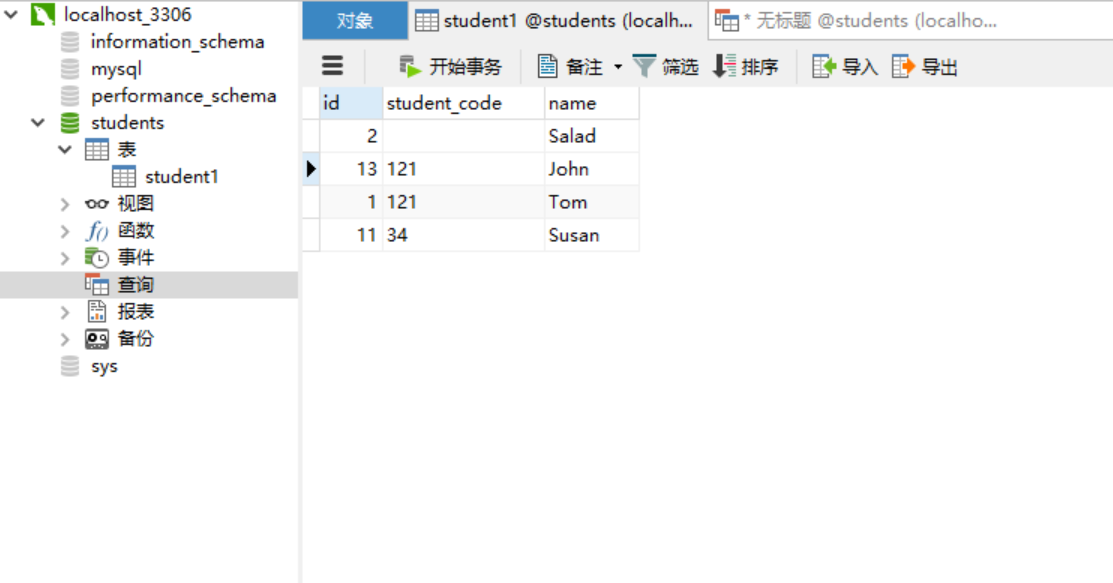 localhost_3306
information_schema
mysql
performance_schema
students
表
student1
视图
函数
事件
查询
报表
备份
sys
对象 student1 @students (localh... * 无标题 @students (localho...
开始事务 备注 筛选 排序 导入 导出
id student_code name
2 Salad
13 121 John
1 121 Tom
11 34 Susan